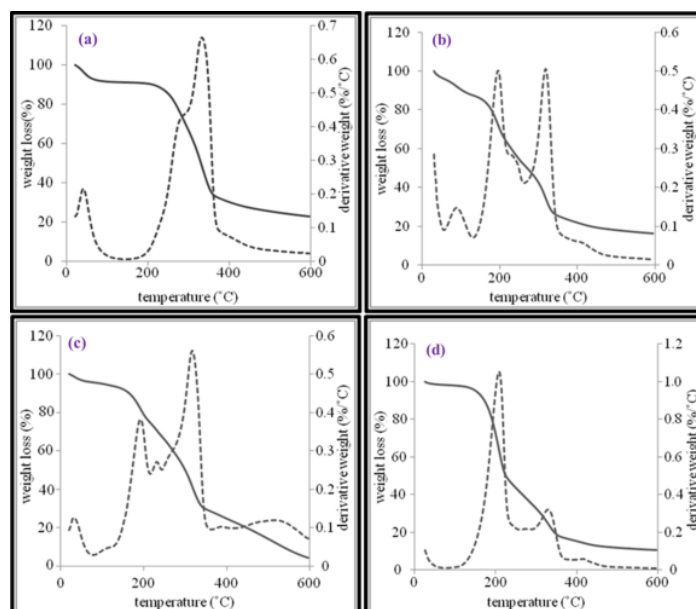 (a)
120
100
80
60
40
20
0
0.7
0.6
0.5
0.4
0.3
0.2
0.1
0
0 200 400 600
weight loss(%)
derivative weight (%/°C)
temperature (°C)
(b)
120
100
80
60
40
20
0
0.6
0.5
0.4
0.3
0.2
0.1
0
0 200 400 600
weight loss (%)
derivative weight (%/°C)
temperature (°C)
(c)
120
100
80
60
40
20
0
0.6
0.5
0.4
0.3
0.2
0.1
0
0 200 400 600
weight loss (%)
derivative weight (%/°C)
temperature (°C)
(d)
120
100
80
60
40
20
0
1.2
1.0
0.8
0.6
0.4
0.2
0
0 200 400 600
weight loss (%)
derivative weight (%/°C)
temperature (°C)